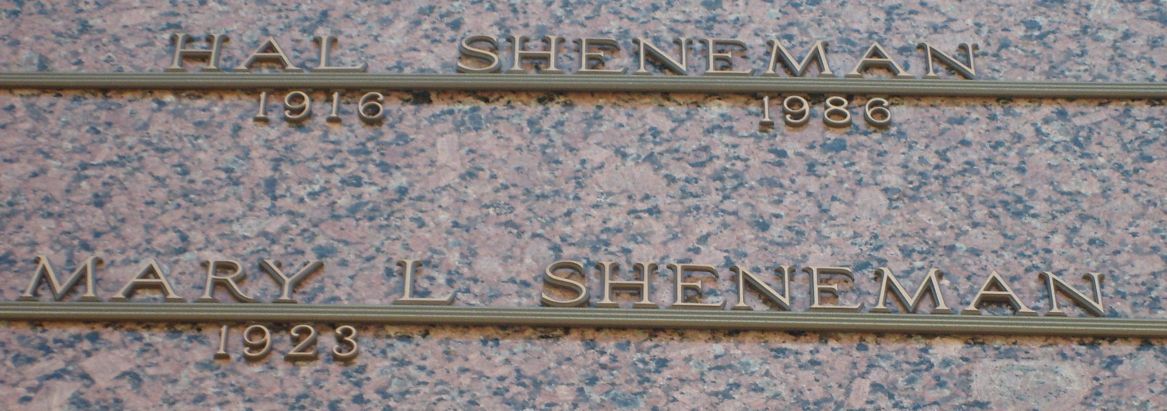 HAL SHENEMAN
1916 1986
MARY L SHENEMAN
1923